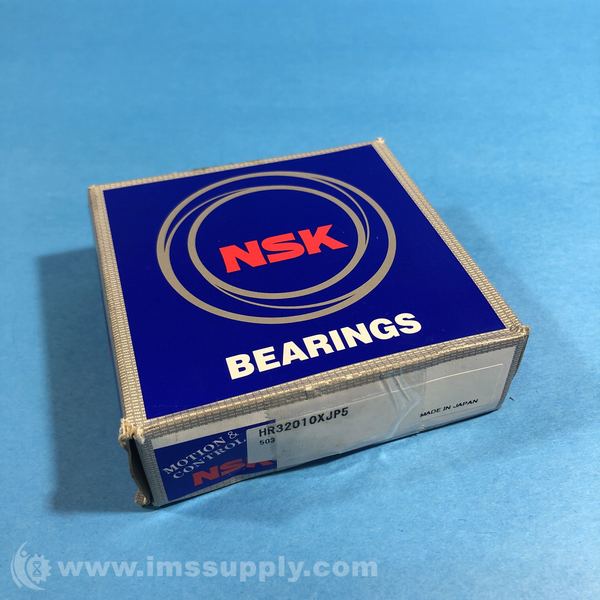 NSK
BEARINGS
HR32010XJP5
503
MADE IN JAPAN
MOTION &
CONTROL
NSK
www.imssupply.com